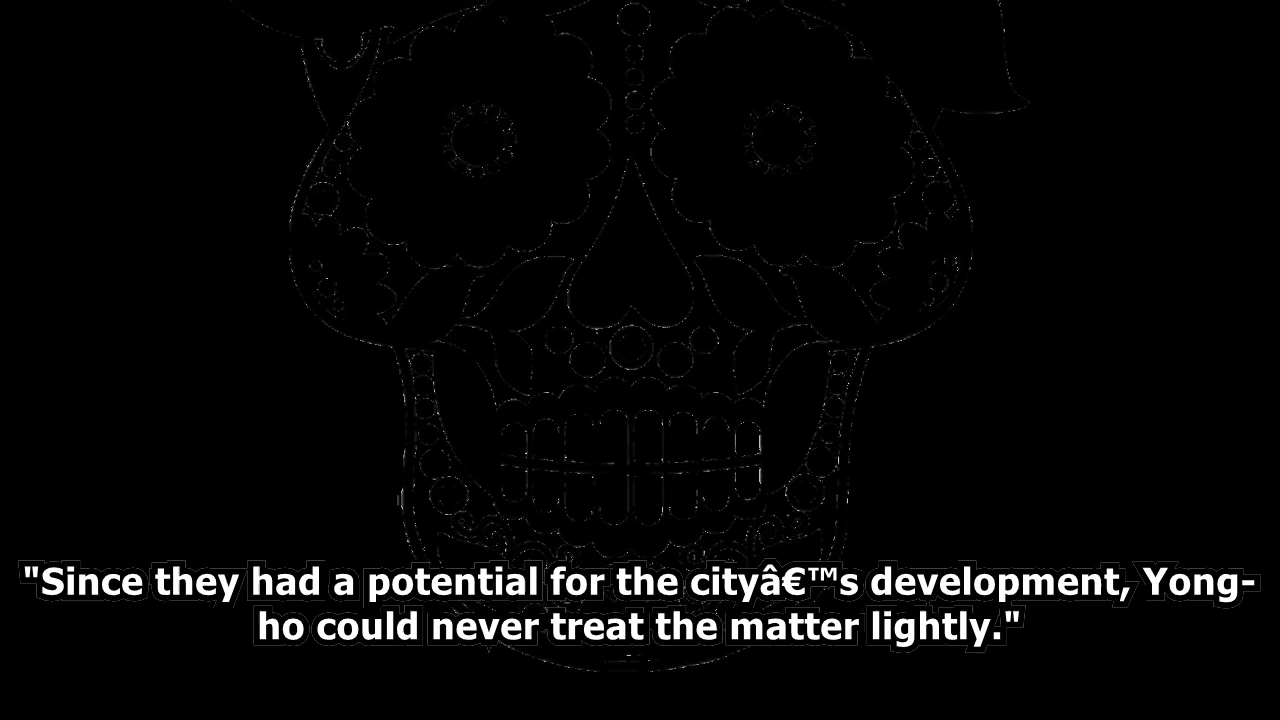 "Since they had a potential for the cityâ€™s development, Yong-
ho could never treat the matter lightly."